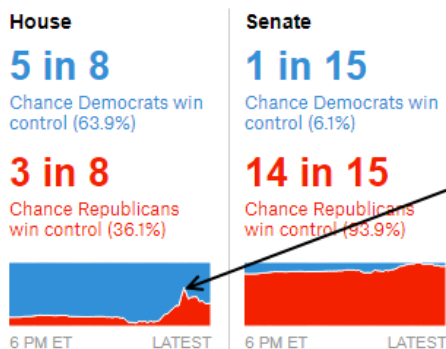 House
5 in 8
Chance Democrats win
control (63.9%)
3 in 8
Chance Republicans
win control (36.1%)
6 PM ET
LATEST
Senate
1 in 15
Chance Democrats win
control (6.1%)
14 in 15
Chance Republicans
win control (93.9%)
6 PM ET
LATEST